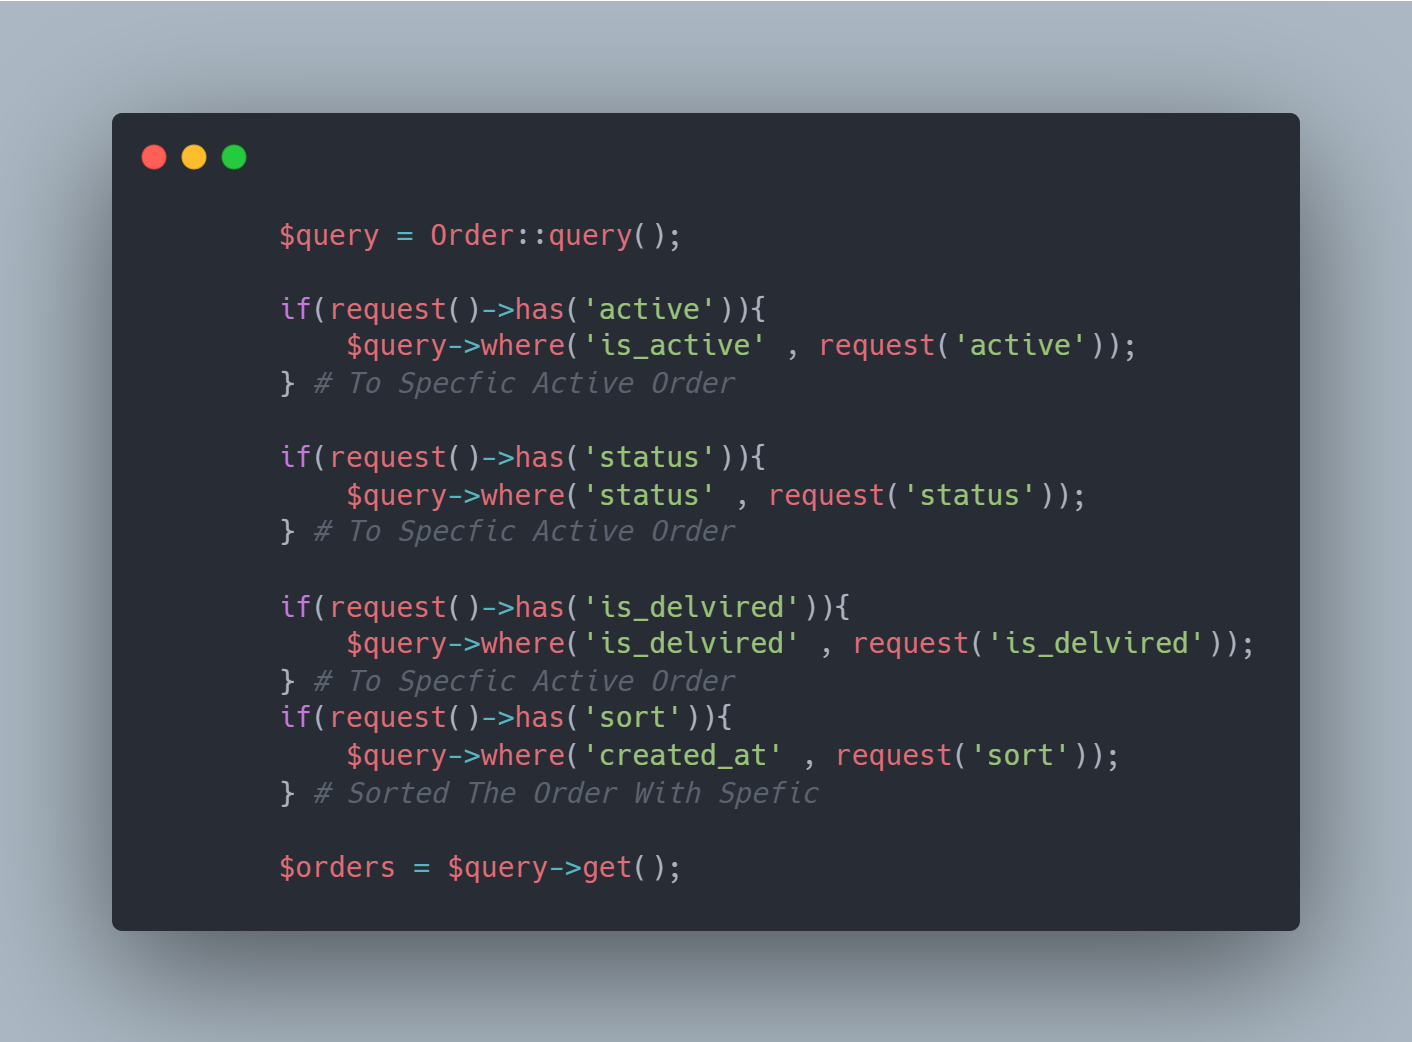 $query = Order::query();
if(request()->has('active')){
$query->where('is_active' , request('active'));
} # To Specfic Active Order
if(request()->has('status')){
$query->where('status' , request('status'));
} # To Specfic Active Order
if(request()->has('is_delvired')){
$query->where('is_delvired' , request('is_delvired'));
} # To Specfic Active Order
if(request()->has('sort')){
$query->where('created_at' , request('sort'));
} # Sorted The Order With Spefic
$orders = $query->get();